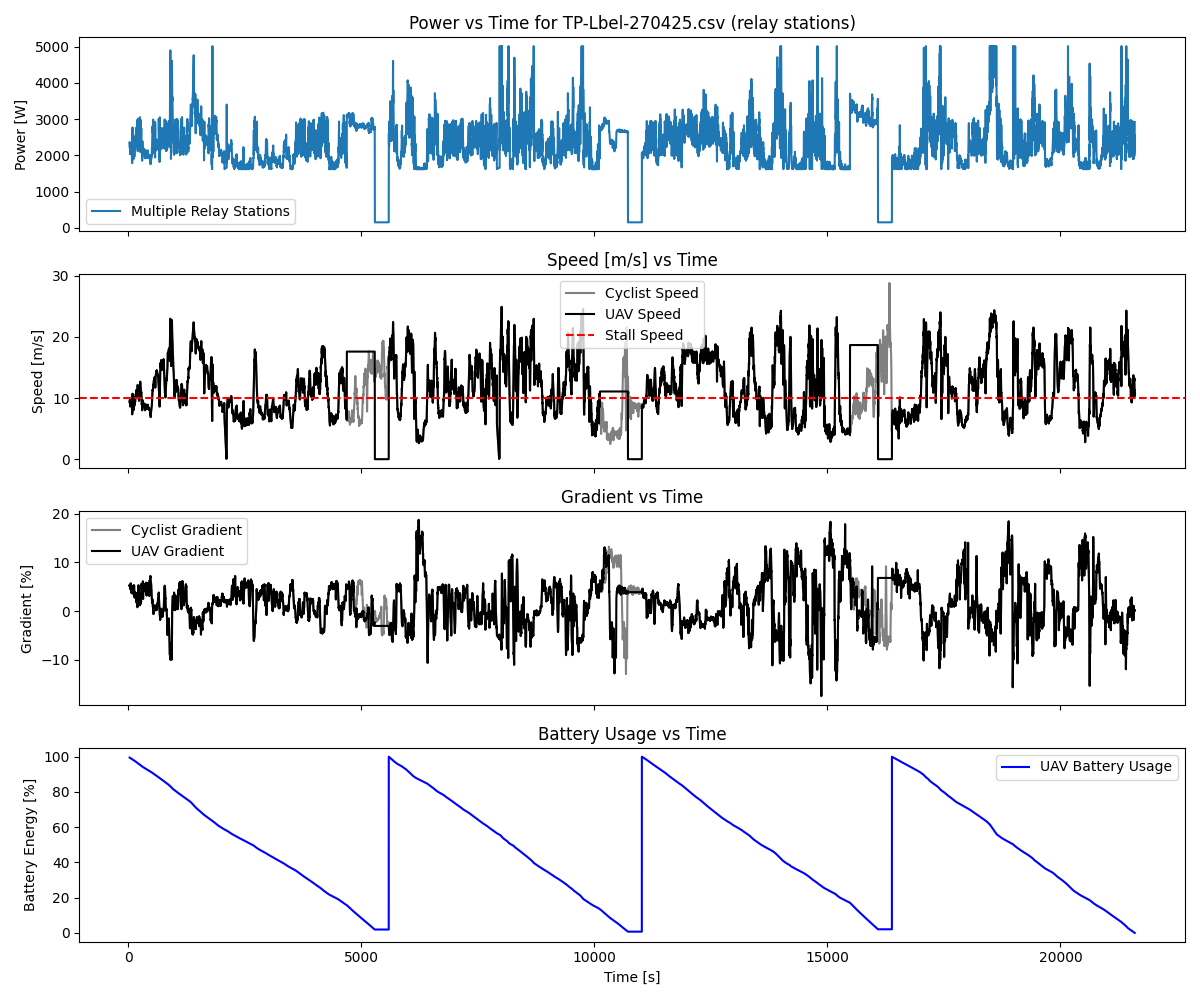 Power vs Time for TP-Lbel-270425.csv (relay stations)
5000
4000
3000
2000
1000
0
Power [W]
Multiple Relay Stations
Speed [m/s] vs Time
30
20
10
0
Speed [m/s]
Cyclist Speed
UAV Speed
Stall Speed
Gradient vs Time
20
10
0
−10
Gradient [%]
Cyclist Gradient
UAV Gradient
Battery Usage vs Time
100
80
60
40
20
0
Battery Energy [%]
UAV Battery Usage
0 5000 10000 15000 20000
Time [s]